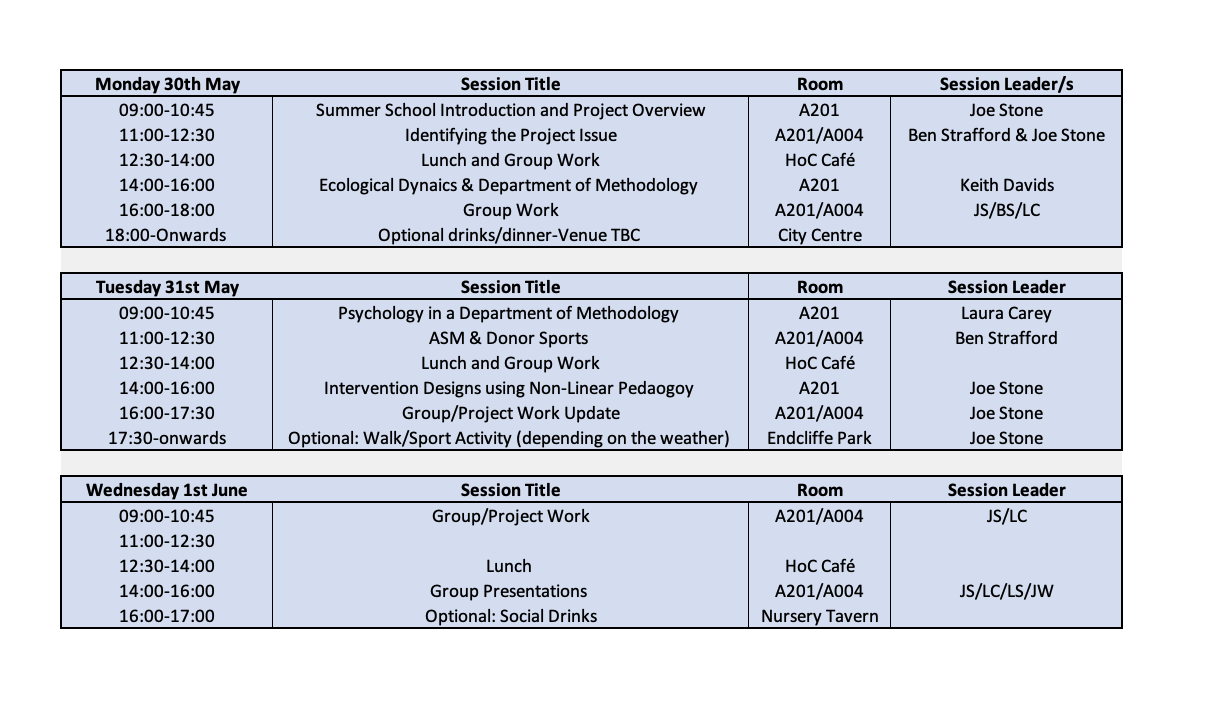 Monday 30th May Session Title Room Session Leader/s
09:00-10:45 Summer School Introduction and Project Overview A201 Joe Stone
11:00-12:30 Identifying the Project Issue A201/A004 Ben Strafford & Joe Stone
12:30-14:00 Lunch and Group Work HoC Café
14:00-16:00 Ecological Dynaics & Department of Methodology A201 Keith Davids
16:00-18:00 Group Work A201/A004 JS/BS/LC
18:00-Onwards Optional drinks/dinner-Venue TBC City Centre
Tuesday 31st May Session Title Room Session Leader
09:00-10:45 Psychology in a Department of Methodology A201 Laura Carey
11:00-12:30 ASM & Donor Sports A201/A004 Ben Strafford
12:30-14:00 Lunch and Group Work HoC Café
14:00-16:00 Intervention Designs using Non-Linear Pedaogoy A201 Joe Stone
16:00-17:30 Group/Project Work Update A201/A004 Joe Stone
17:30-onwards Optional: Walk/Sport Activity (depending on the weather) Endcliffe Park Joe Stone
Wednesday 1st June Session Title Room Session Leader
09:00-10:45 Group/Project Work A201/A004 JS/LC
11:00-12:30
12:30-14:00 Lunch HoC Café
14:00-16:00 Group Presentations A201/A004 JS/LC/LS/JW
16:00-17:00 Optional: Social Drinks Nursery Tavern